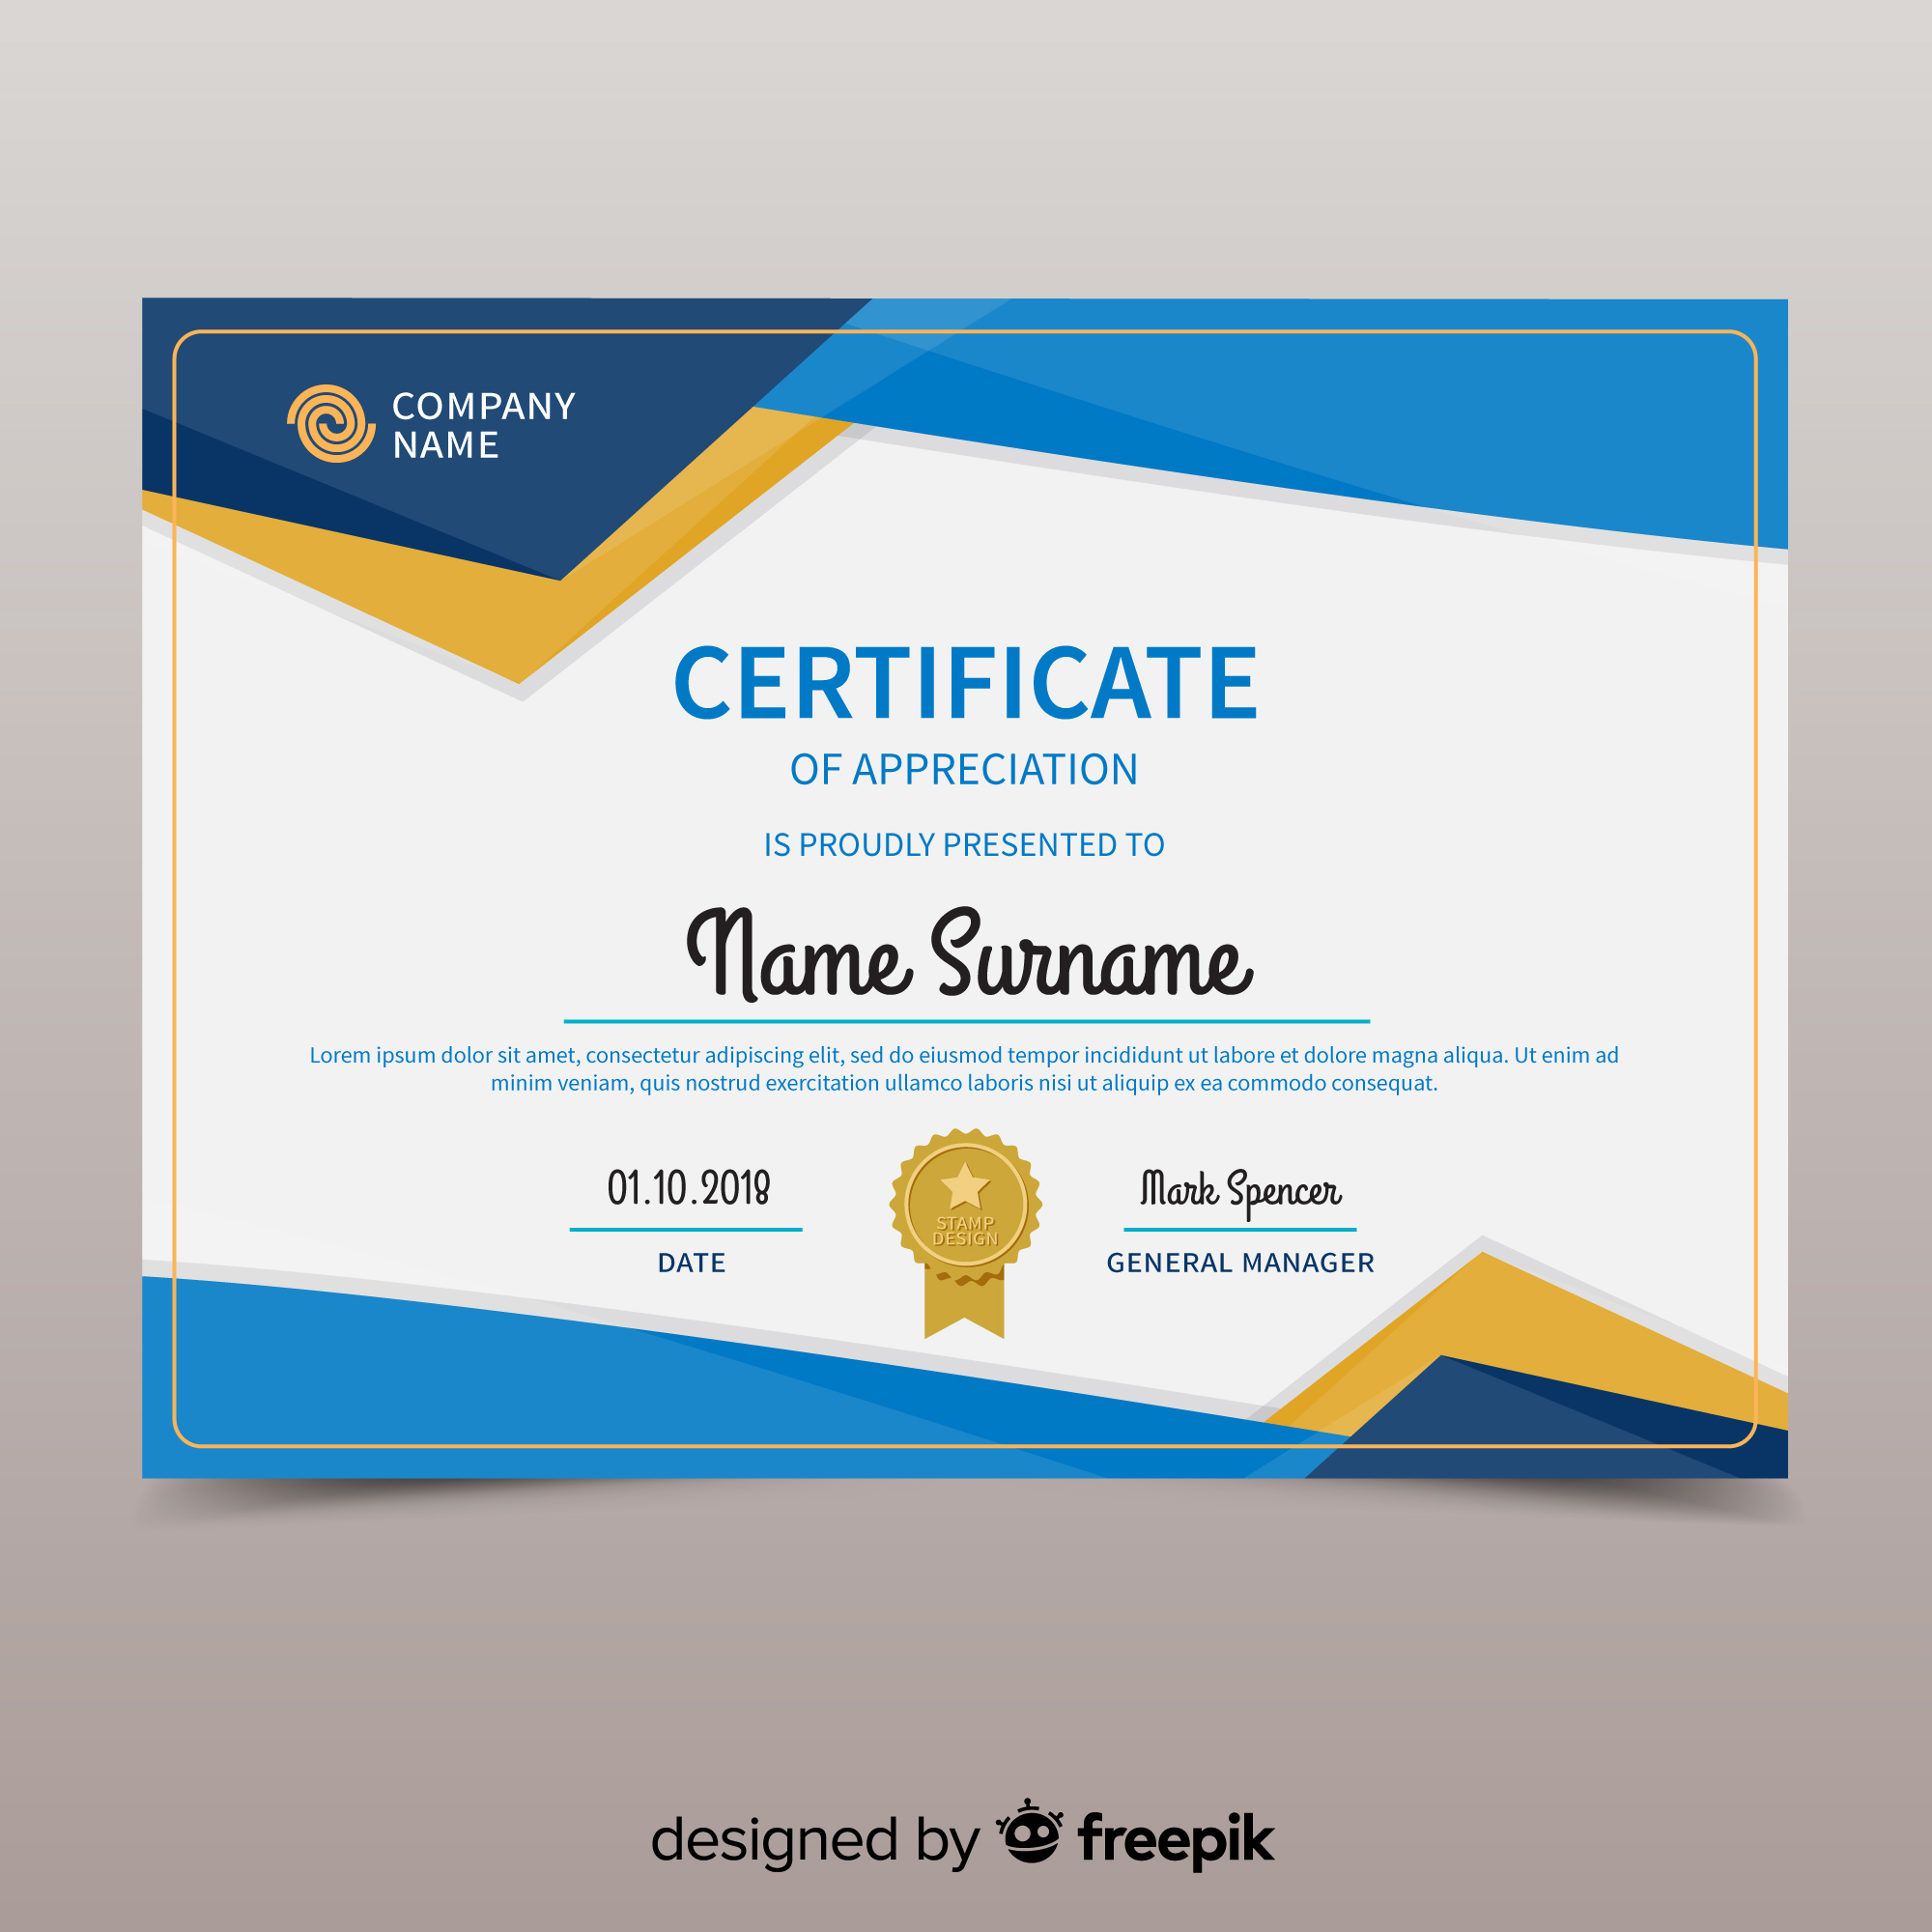 COMPANY
NAME
CERTIFICATE
OF APPRECIATION
IS PROUDLY PRESENTED TO
Name Surname
Lorem ipsum dolor sit amet, consectetur adipiscing elit, sed do eiusmod tempor incididunt ut labore et dolore magna aliqua. Ut enim ad
minim veniam, quis nostrud exercitation ullamco laboris nisi ut aliquip ex ea commodo consequat.
01.10.2018
DATE
STAMP
DESIGN
Mark Spencer
GENERAL MANAGER
designed by freepik